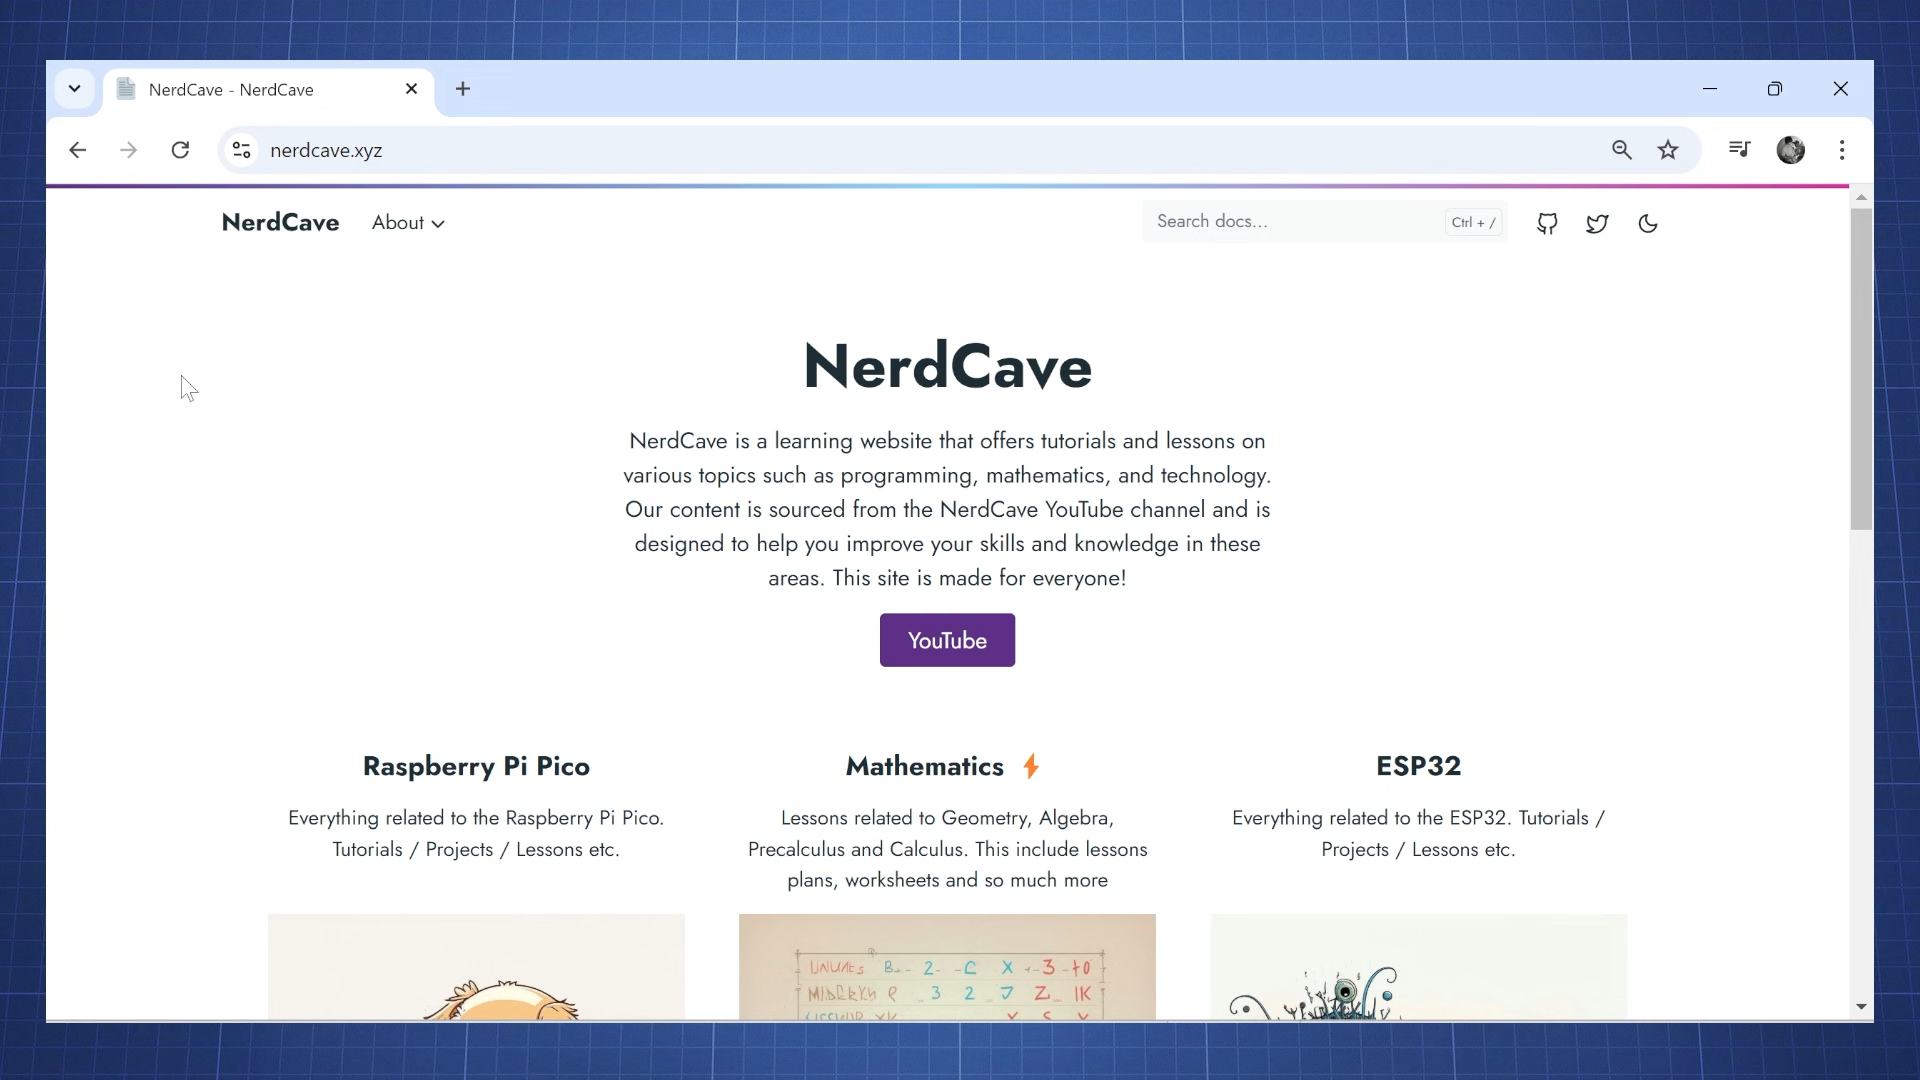 NerdCave - NerdCave
nerdcave.xyz
NerdCave About
Search docs... Ctrl + /
NerdCave
NerdCave is a learning website that offers tutorials and lessons on
various topics such as programming, mathematics, and technology.
Our content is sourced from the NerdCave YouTube channel and is
designed to help you improve your skills and knowledge in these
areas. This site is made for everyone!
YouTube
Raspberry Pi Pico
Everything related to the Raspberry Pi Pico.
Tutorials / Projects / Lessons etc.
Mathematics
Lessons related to Geometry, Algebra,
Precalculus and Calculus. This include lessons
plans, worksheets and so much more
ESP32
Everything related to the ESP32. Tutorials /
Projects / Lessons etc.